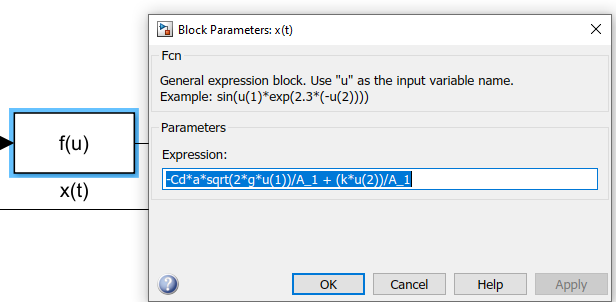 Block Parameters: x(t)
Fcn
General expression block. Use "u" as the input variable name.
Example: sin(u(1)*exp(2.3*(-u(2))))
Parameters
Expression:
-Cd*a*sqrt(2*g*u(1))/A_1 + (k*u(2))/A_1
f(u)
x(t)
?
OK
Cancel
Help
Apply